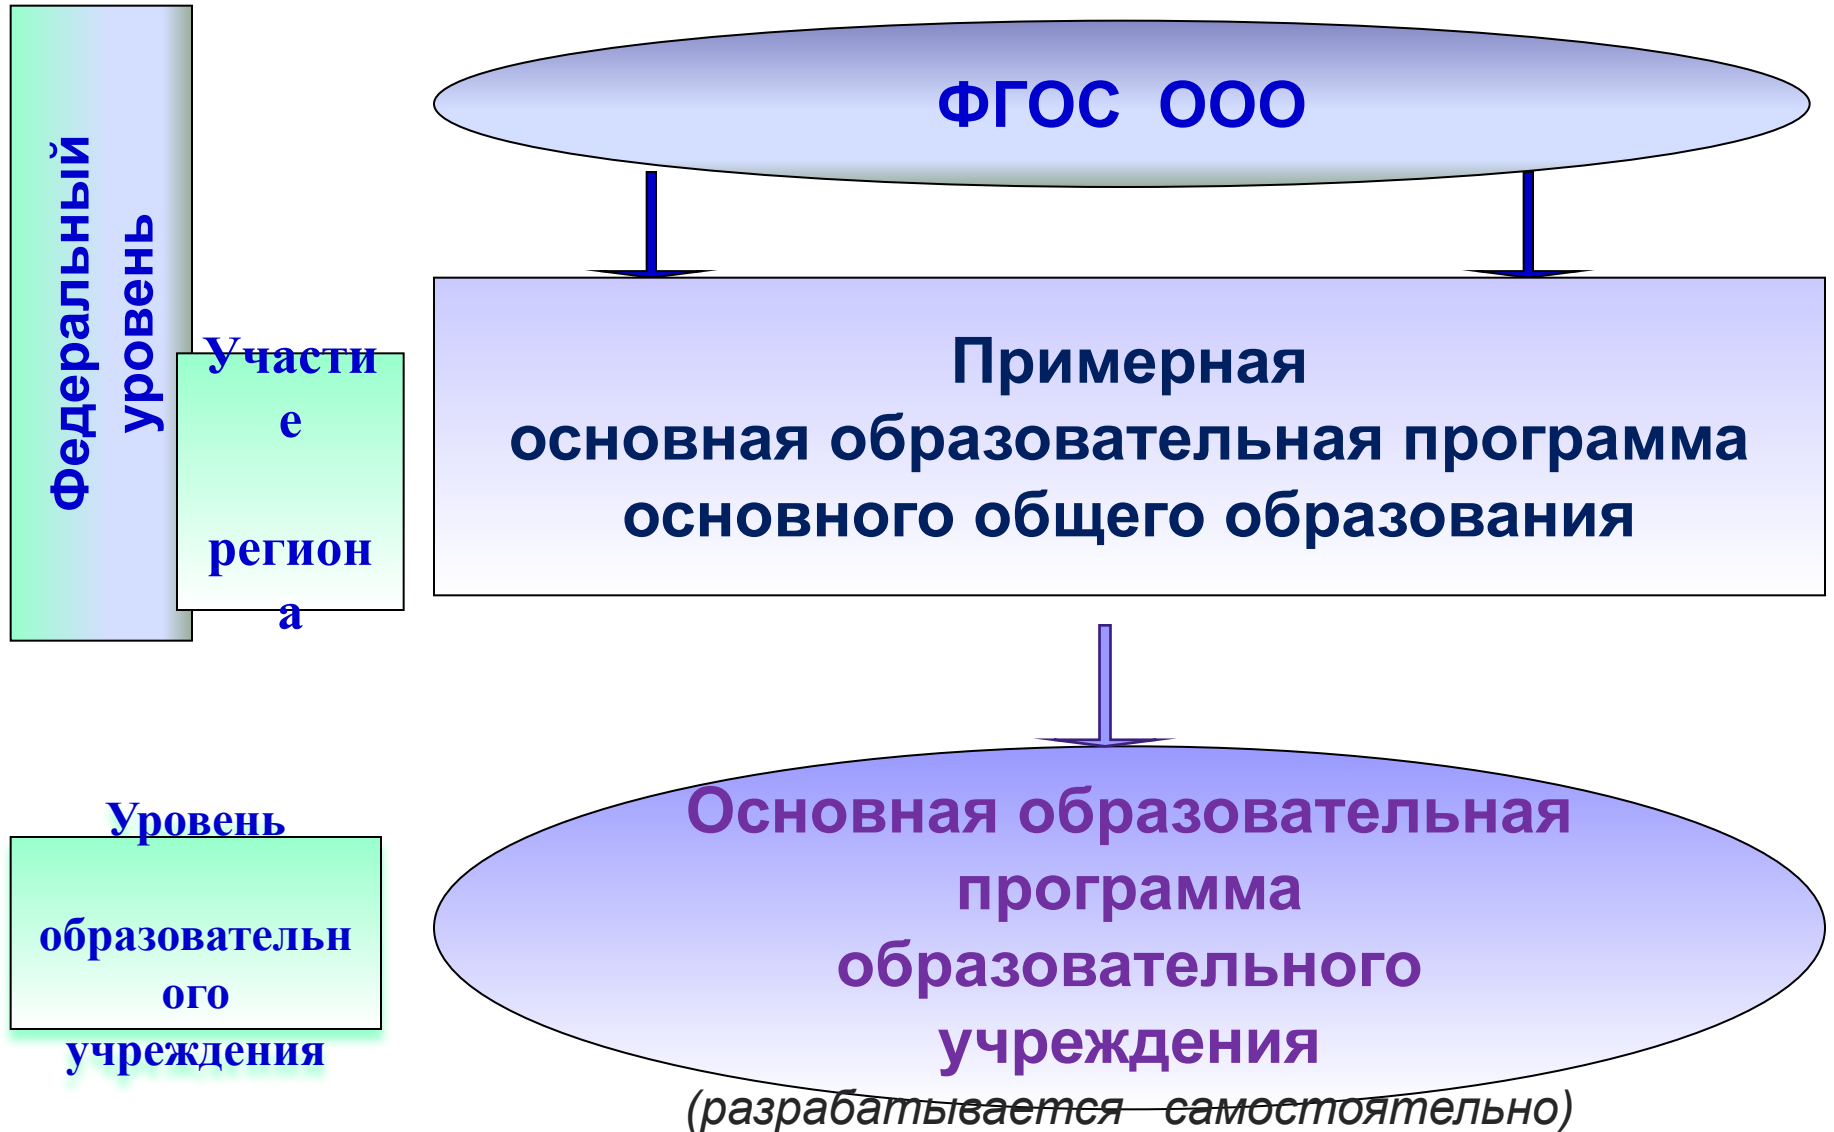 Федеральный
уровень
ФГОС ООО
Участи
е
регион
а
Примерная
основная образовательная программа
основного общего образования
Уровень
образовательн
ого
учреждения
Основная образовательная
программа
образовательного
учреждения
(разрабатывается самостоятельно)